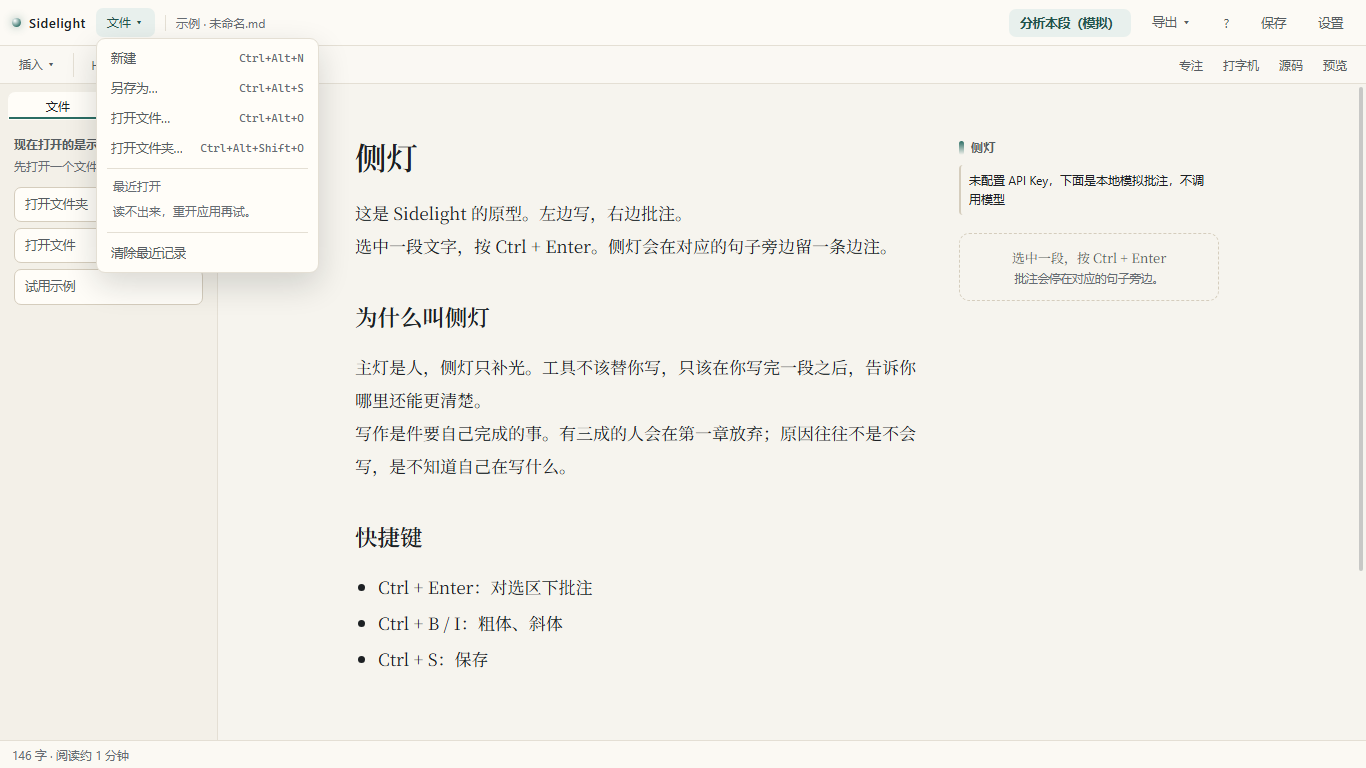 Sidelight
文件
示例 · 未命名.md
分析本段（模拟）
导出
?
保存
设置
插入
专注
打字机
源码
预览
新建 Ctrl+Alt+N
另存为… Ctrl+Alt+S
打开文件… Ctrl+Alt+O
打开文件夹… Ctrl+Alt+Shift+O
最近打开
读不出来，重开应用再试。
清除最近记录
文件
现在打开的是示
先打开一个文件
打开文件夹
打开文件
试用示例
侧灯
这是 Sidelight 的原型。左边写，右边批注。
选中一段文字，按 Ctrl + Enter。侧灯会在对应的句子旁边留一条边注。
为什么叫侧灯
主灯是人，侧灯只补光。工具不该替你写，只该在你写完一段之后，告诉你
哪里还能更清楚。
写作是件要自己完成的事。有三成的人会在第一章放弃；原因往往不是不会
写，是不知道自己在写什么。
快捷键
Ctrl + Enter：对选区下批注
Ctrl + B / I：粗体、斜体
Ctrl + S：保存
侧灯
未配置 API Key，下面是本地模拟批注，不调
用模型
选中一段，按 Ctrl + Enter
批注会停在对应的句子旁边。
146 字 · 阅读约 1 分钟